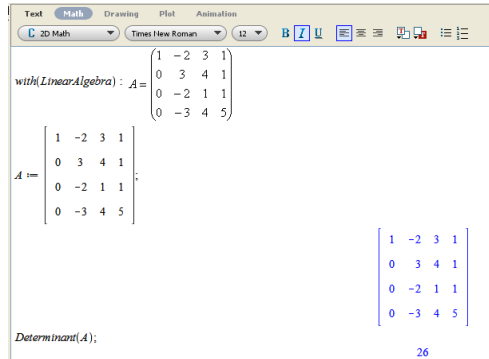 Text Math Drawing Plot Animation
C 2D Math Times New Roman 12 B I U
with(LinearAlgebra) : A =
1 −2 3 1
0 3 4 1
0 −2 1 1
0 −3 4 5
A :=
1 −2 3 1
0 3 4 1
0 −2 1 1
0 −3 4 5
;
1 −2 3 1
0 3 4 1
0 −2 1 1
0 −3 4 5
Determinant(A);
26